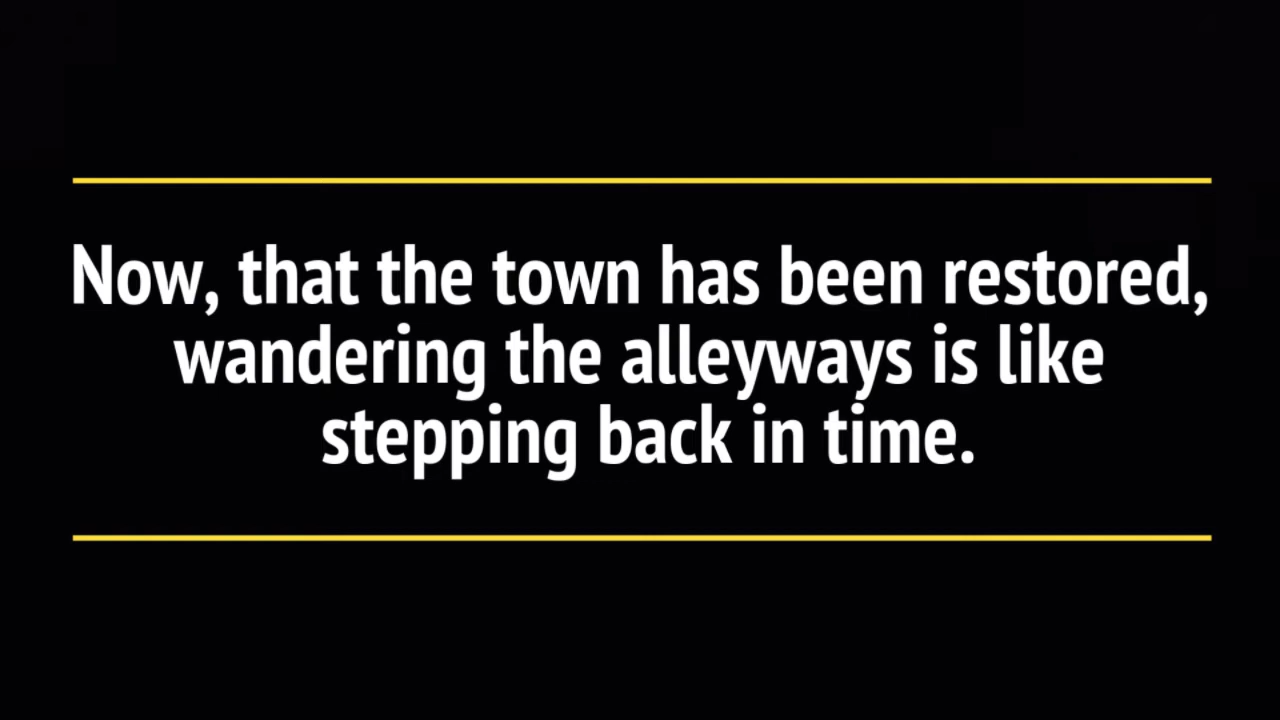 Now, that the town has been restored,
wandering the alleyways is like
stepping back in time.